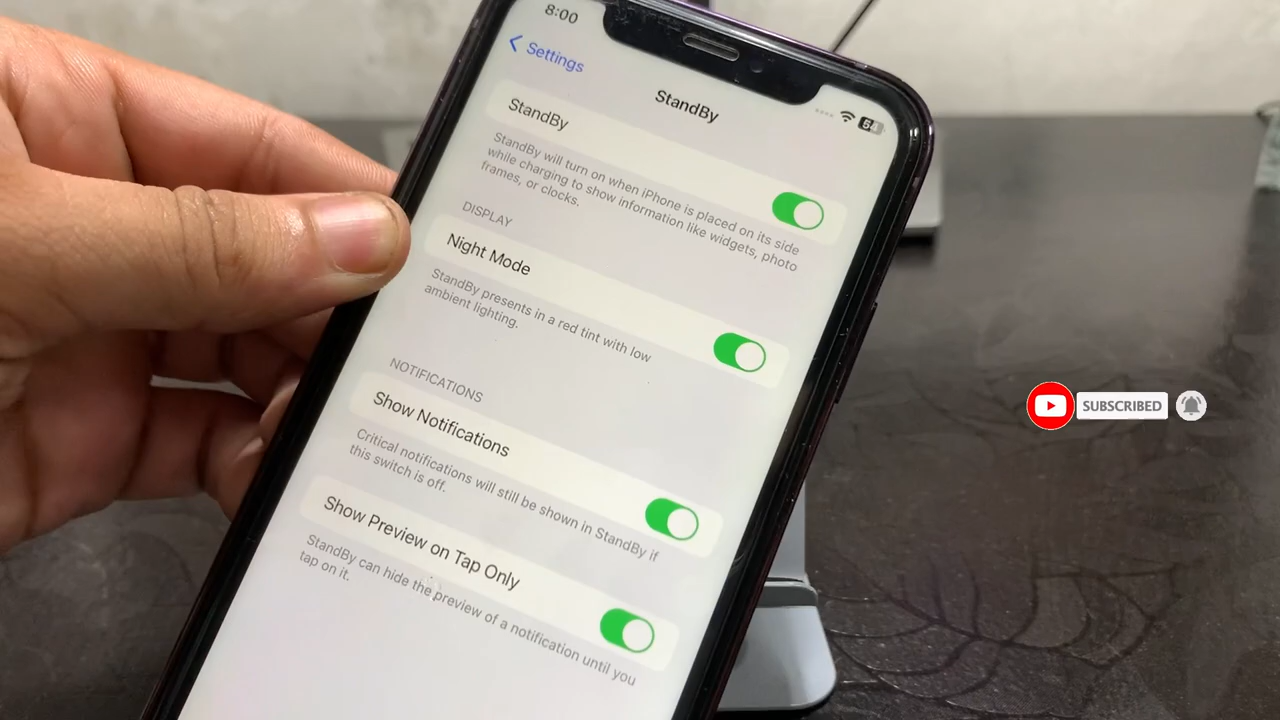 8:00
64
Settings
StandBy
StandBy
StandBy will turn on when iPhone is placed on its side
while charging to show information like widgets, photo
frames, or clocks.
DISPLAY
Night Mode
StandBy presents in a red tint with low
ambient lighting.
NOTIFICATIONS
Show Notifications
Critical notifications will still be shown in StandBy if
this switch is off.
Show Preview on Tap Only
StandBy can hide the preview of a notification until you
tap on it.
SUBSCRIBED